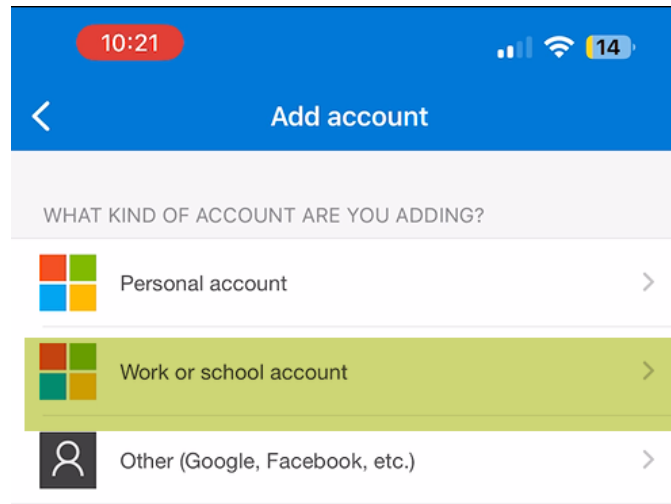 10:21
14
Add account
WHAT KIND OF ACCOUNT ARE YOU ADDING?
Personal account
Work or school account
Other (Google, Facebook, etc.)